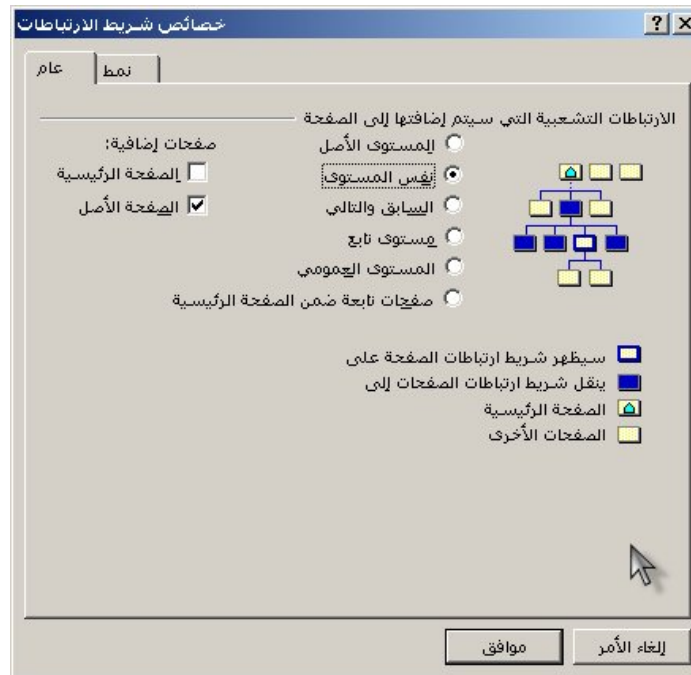 خصائص شريط الارتباطات
عام
نمط
الارتباطات التشعبية التي سيتم إضافتها إلى الصفحة
المستوى الأصل
نفس المستوى
السابق والتالي
مستوى تابع
المستوى العمومي
صفحات تابعة ضمن الصفحة الرئيسية
صفحات إضافية:
الصفحة الرئيسية
الصفحة الأصل
سيظهر شريط ارتباطات الصفحة على
ينقل شريط ارتباطات الصفحات إلى
الصفحة الرئيسية
الصفحات الأخرى
إلغاء الأمر
موافق